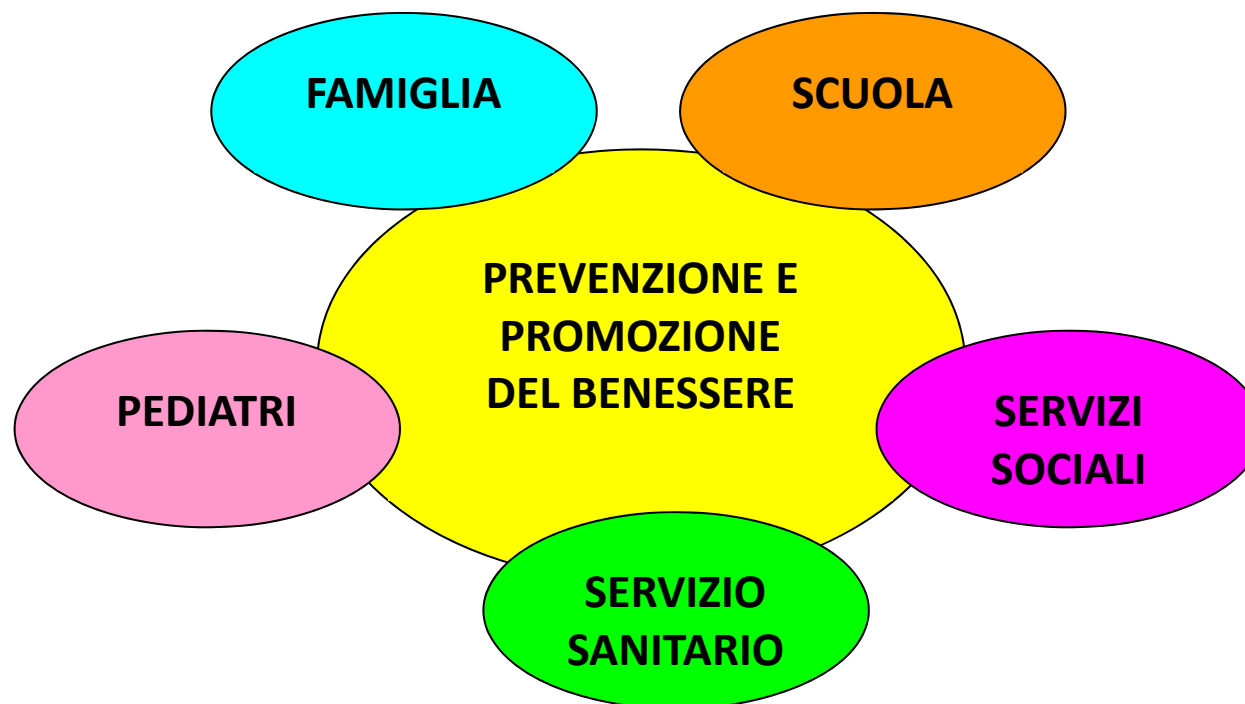 FAMIGLIA
SCUOLA
PREVENZIONE E
PROMOZIONE
DEL BENESSERE
PEDIATRI
SERVIZI
SOCIALI
SERVIZIO
SANITARIO